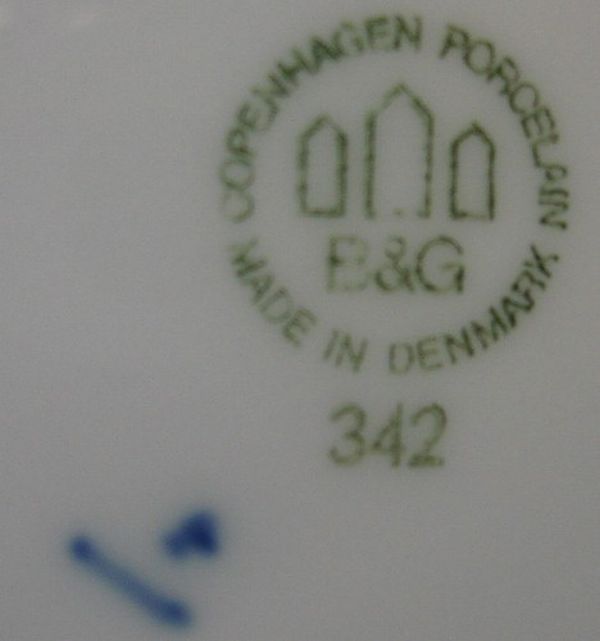 COPENHAGEN PORCELAIN
B&G
MADE IN DENMARK
342